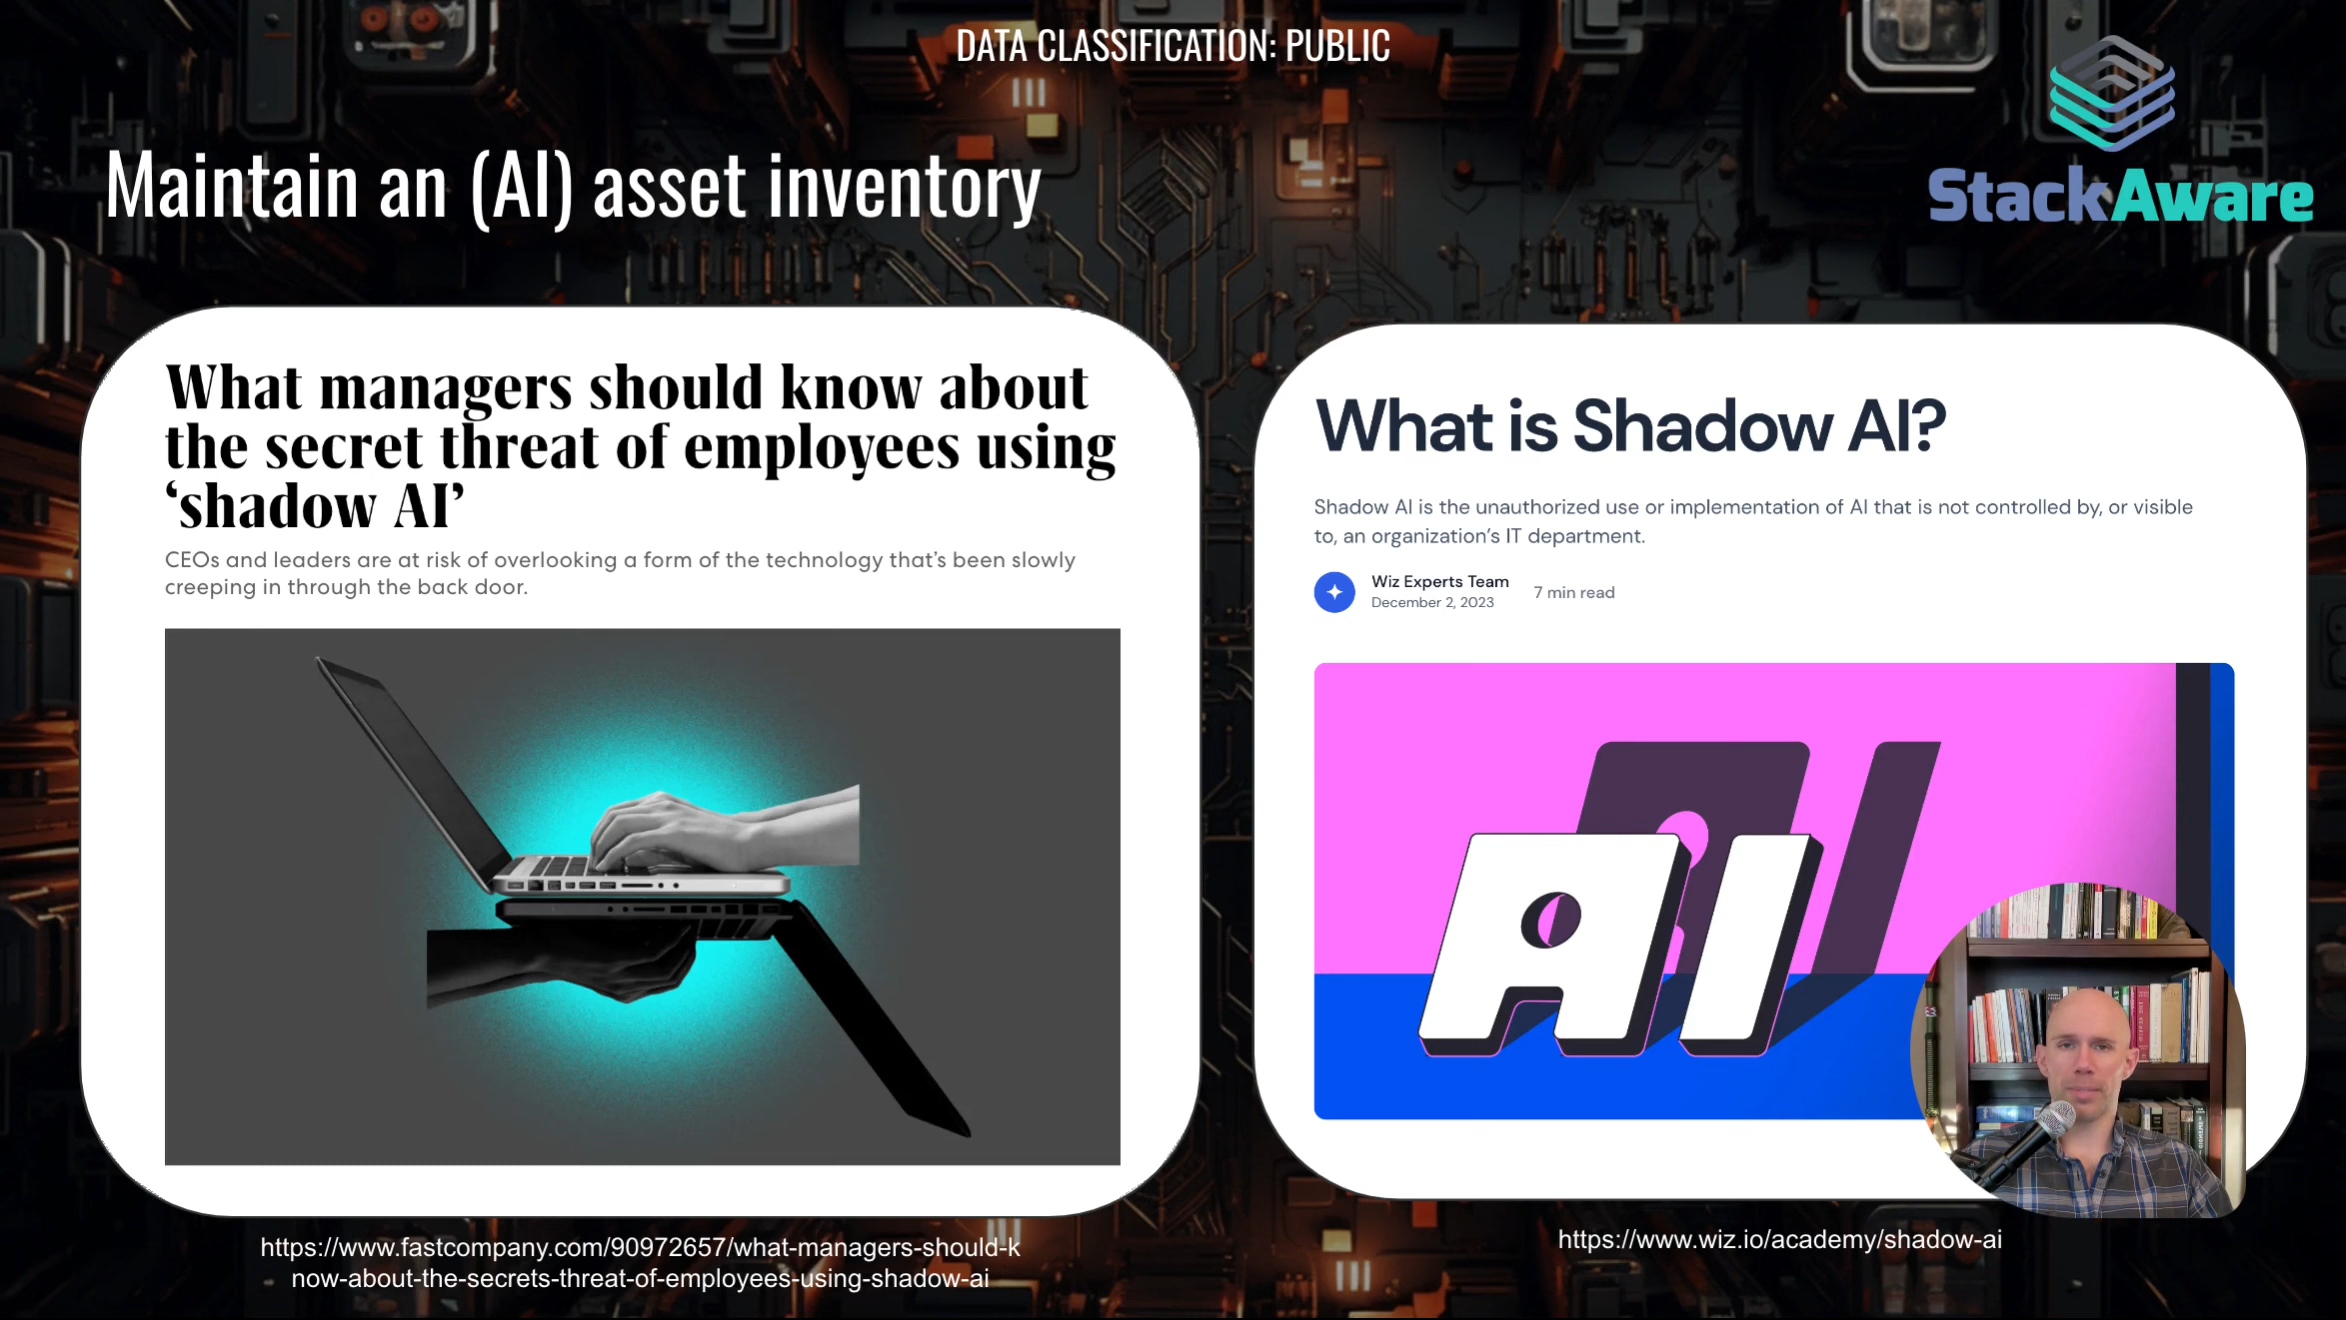 DATA CLASSIFICATION: PUBLIC
StackAware
Maintain an (AI) asset inventory
What managers should know about
the secret threat of employees using
‘shadow AI’
CEOs and leaders are at risk of overlooking a form of the technology that’s been slowly
creeping in through the back door.
https://www.fastcompany.com/90972657/what-managers-should-k
now-about-the-secrets-threat-of-employees-using-shadow-ai
What is Shadow AI?
Shadow AI is the unauthorized use or implementation of AI that is not controlled by, or visible
to, an organization’s IT department.
Wiz Experts Team
December 2, 2023
7 min read
AI
https://www.wiz.io/academy/shadow-ai